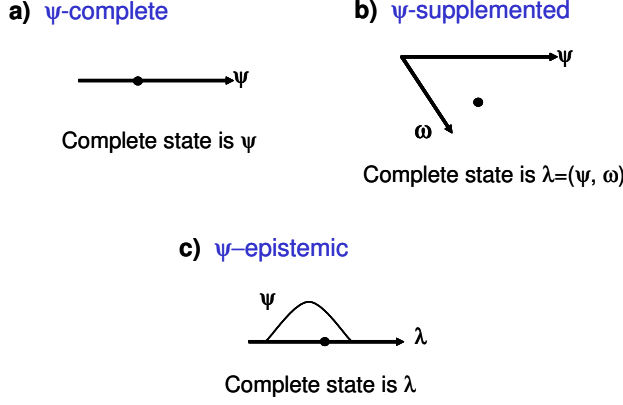 a) ψ-complete
ψ
Complete state is ψ
b) ψ-supplemented
ψ
ω
Complete state is λ=(ψ, ω)
c) ψ–epistemic
ψ
λ
Complete state is λ